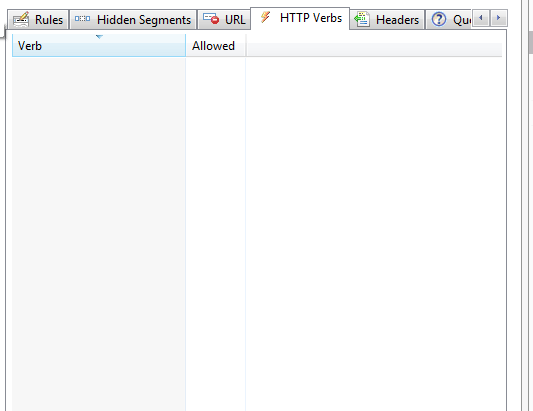 Rules Hidden Segments URL HTTP Verbs Headers
Verb Allowed